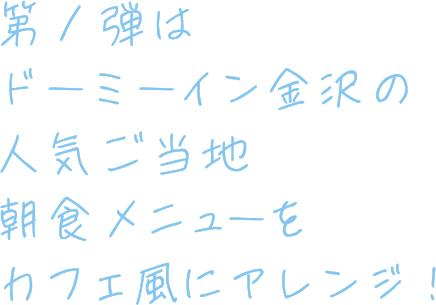 第1弾は
ドーミーイン金沢の
人気ご当地
朝食メニューを
カフェ風にアレンジ！